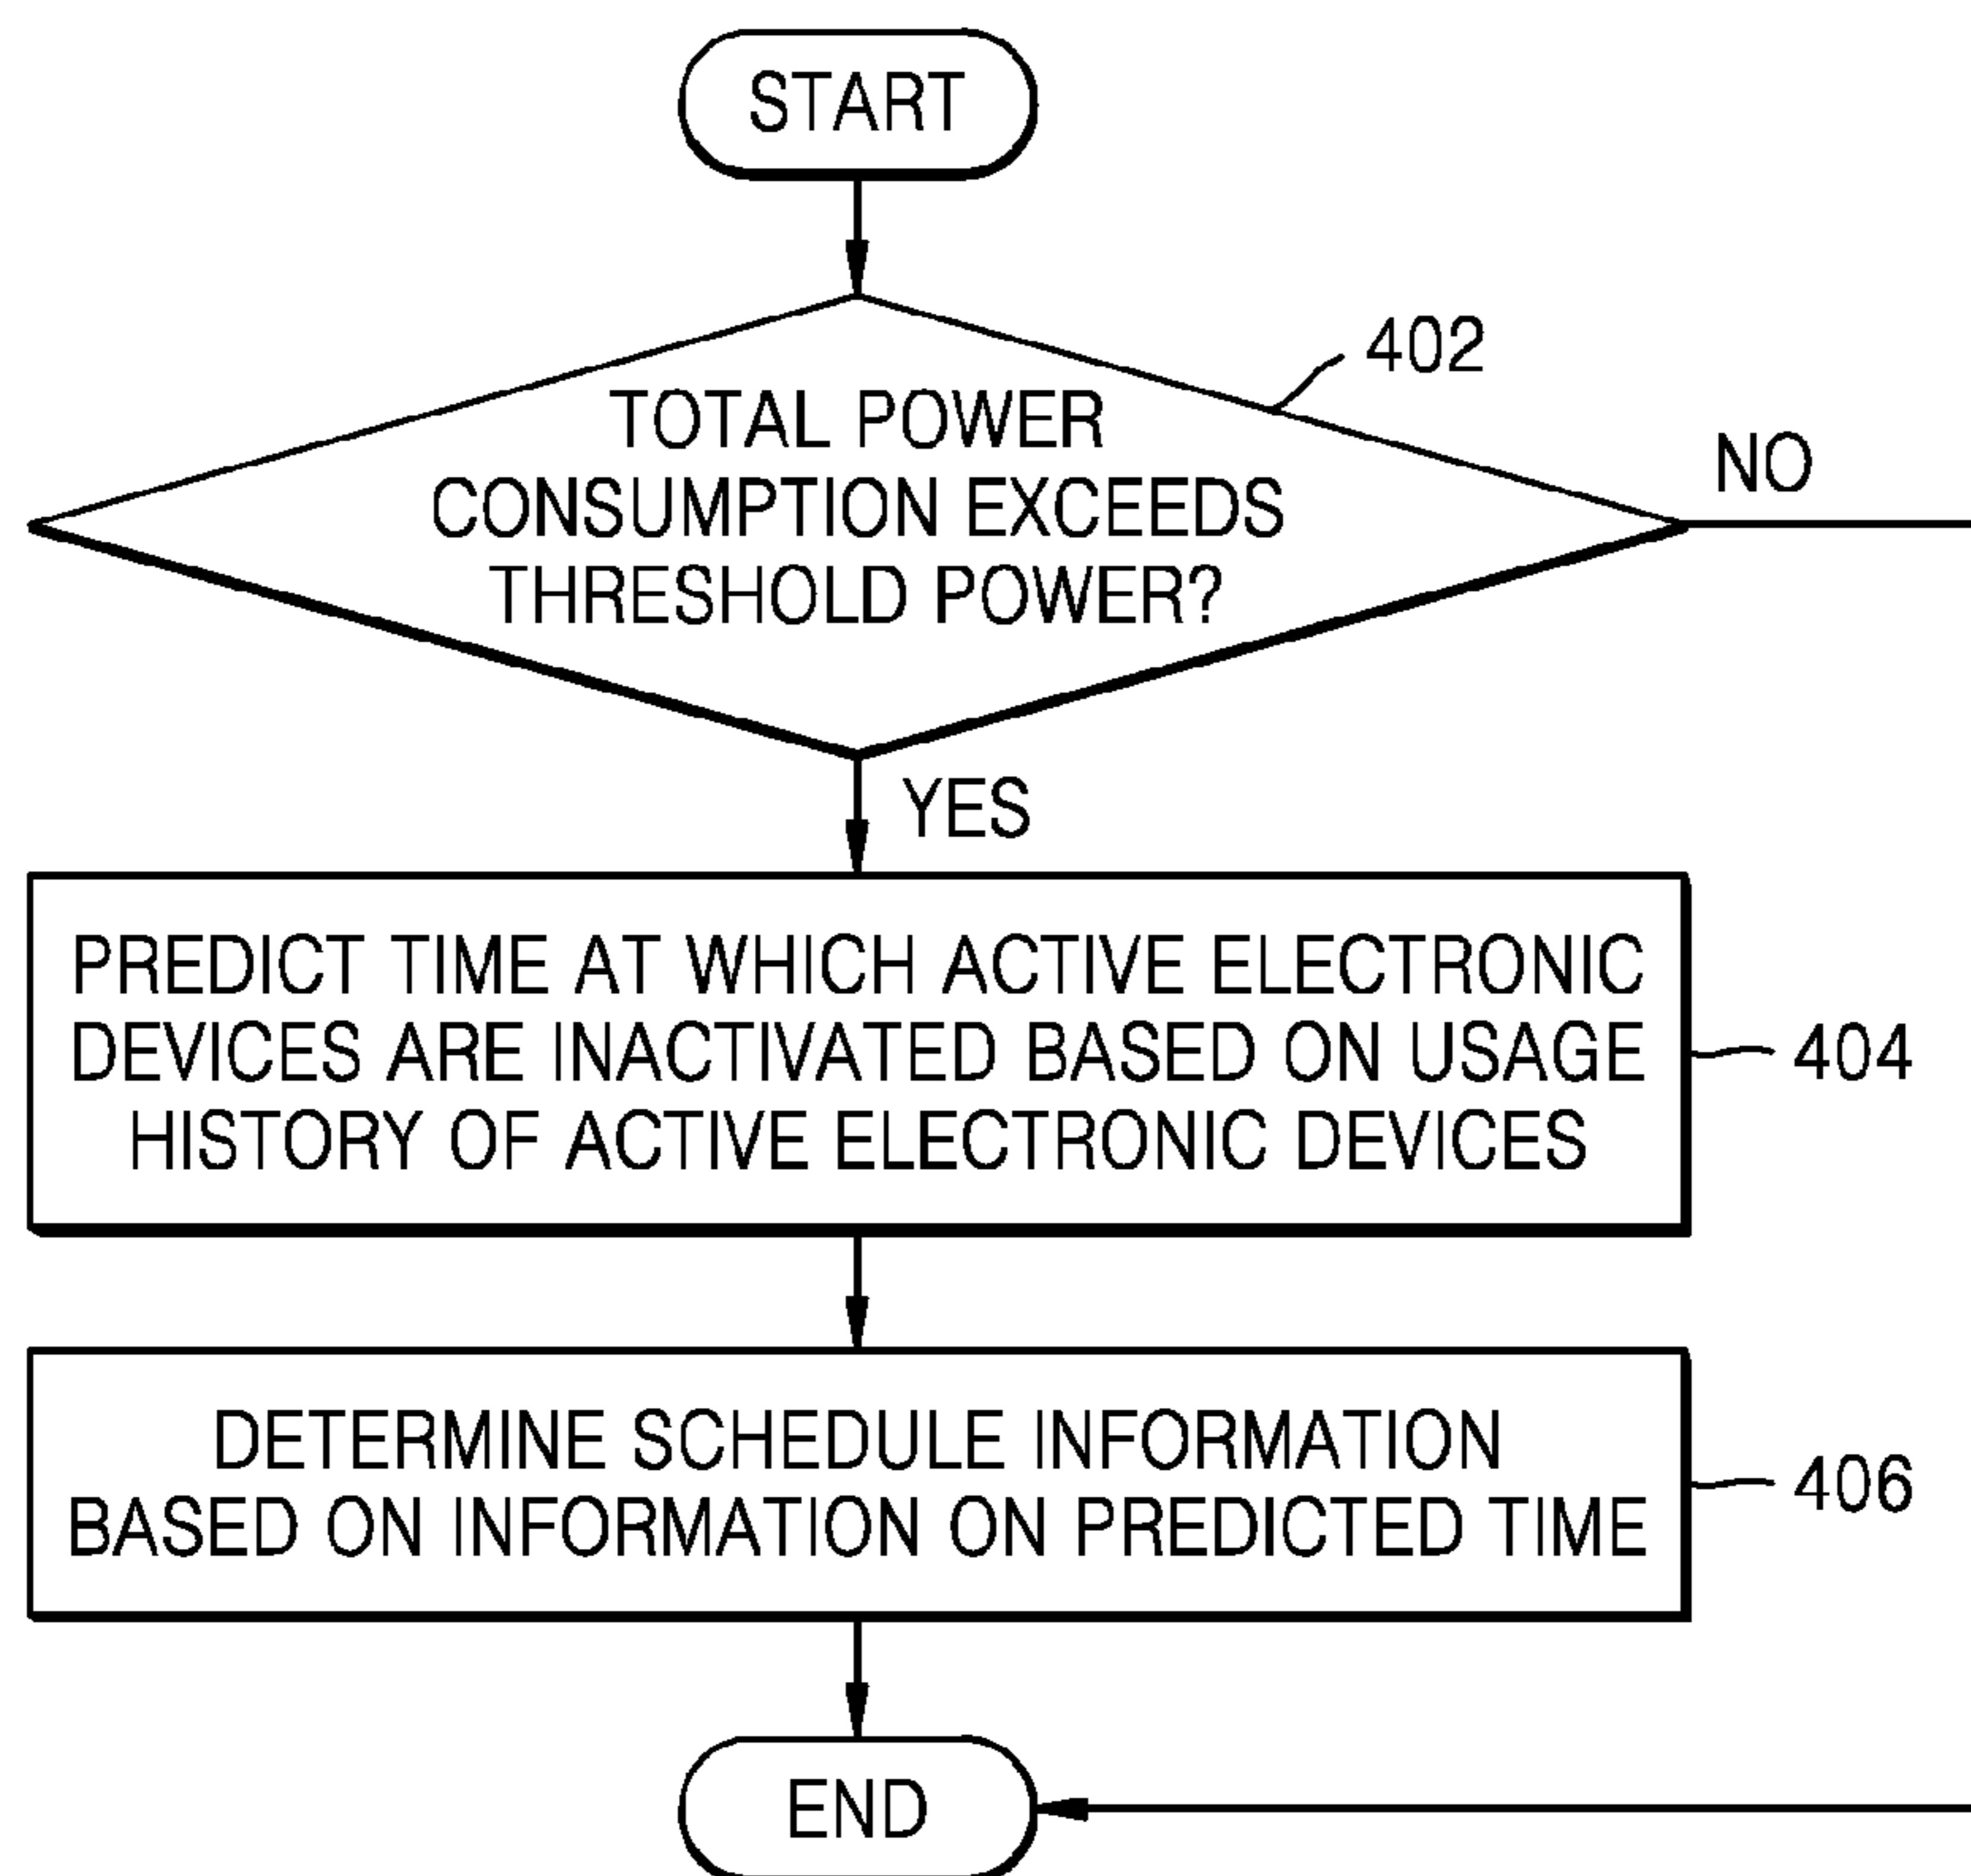 START
402
TOTAL POWER
CONSUMPTION EXCEEDS
THRESHOLD POWER?
NO
YES
PREDICT TIME AT WHICH ACTIVE ELECTRONIC
DEVICES ARE INACTIVATED BASED ON USAGE
HISTORY OF ACTIVE ELECTRONIC DEVICES
404
DETERMINE SCHEDULE INFORMATION
BASED ON INFORMATION ON PREDICTED TIME
406
END